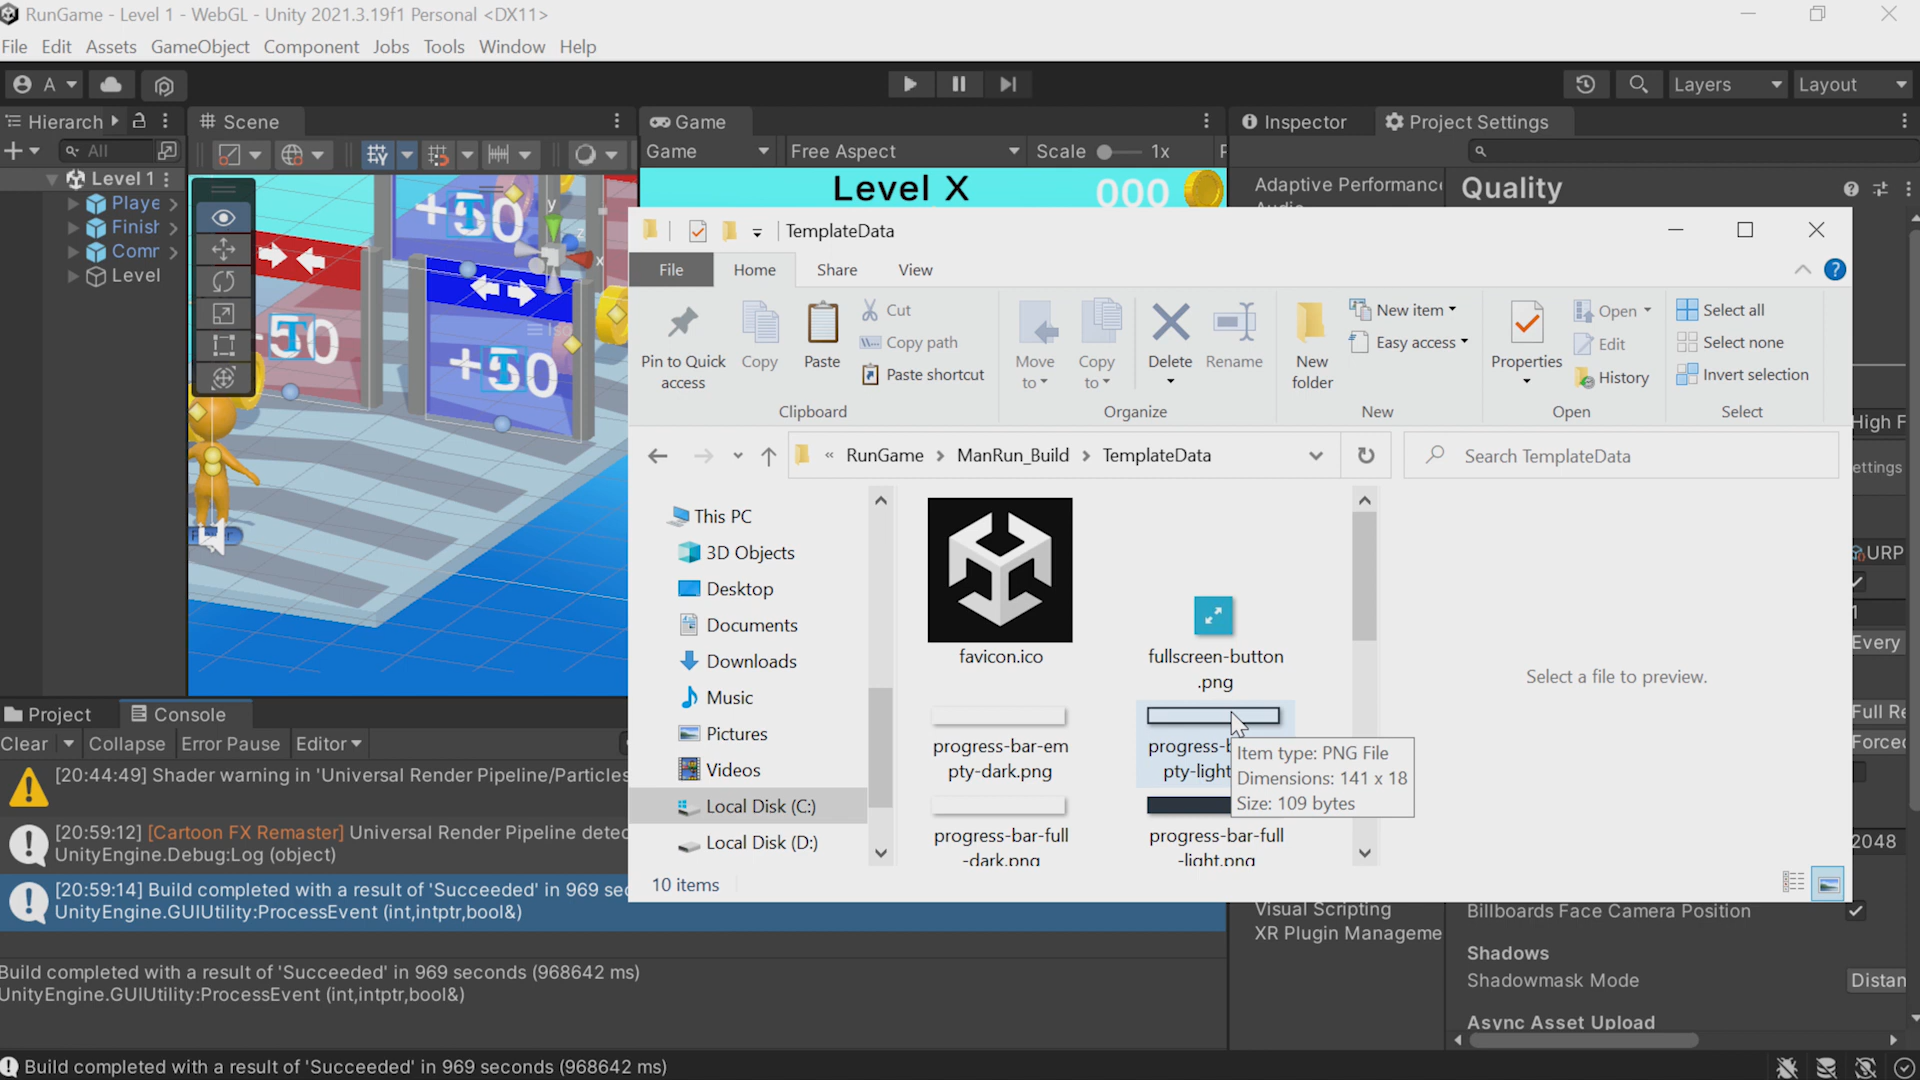 RunGame - Level 1 - WebGL - Unity 2021.3.19f1 Personal <DX11>
File Edit Assets GameObject Component Jobs Tools Window Help
A
Layers
Layout
Hierarch
Scene
Game
Inspector
Project Settings
All
Game
Free Aspect
Scale
1x
Level 1
Playe
Finish
Comr
Level
+50
50
+50
Level X
000
Adaptive Performanc
Quality
TemplateData
File
Home
Share
View
Pin to Quick access
Copy
Paste
Cut
Copy path
Paste shortcut
Move to
Copy to
Delete
Rename
New folder
New item
Easy access
Properties
Open
Edit
History
Select all
Select none
Invert selection
Clipboard
Organize
New
Open
Select
« RunGame > ManRun_Build > TemplateData
Search TemplateData
This PC
3D Objects
Desktop
Documents
Downloads
Music
Pictures
Videos
Local Disk (C:)
Local Disk (D:)
favicon.ico
fullscreen-button
.png
progress-bar-em
pty-dark.png
progress-b
pty-light
Item type: PNG File
Dimensions: 141 x 18
Size: 109 bytes
progress-bar-full
-dark.png
progress-bar-full
-light.png
Select a file to preview.
10 items
High F
ettings
URP
1
Every
Full Re
Forced
2048
Project
Console
Clear
Collapse
Error Pause
Editor
[20:44:49] Shader warning in 'Universal Render Pipeline/Particles
[20:59:12] [Cartoon FX Remaster] Universal Render Pipeline detec
UnityEngine.Debug:Log (object)
[20:59:14] Build completed with a result of 'Succeeded' in 969 sec
UnityEngine.GUIUtility:ProcessEvent (int,intptr,bool&)
Visual Scripting
XR Plugin Manageme
Billboards Face Camera Position
Shadows
Shadowmask Mode
Distan
Async Asset Upload
Build completed with a result of 'Succeeded' in 969 seconds (968642 ms)
UnityEngine.GUIUtility:ProcessEvent (int,intptr,bool&)
Build completed with a result of 'Succeeded' in 969 seconds (968642 ms)